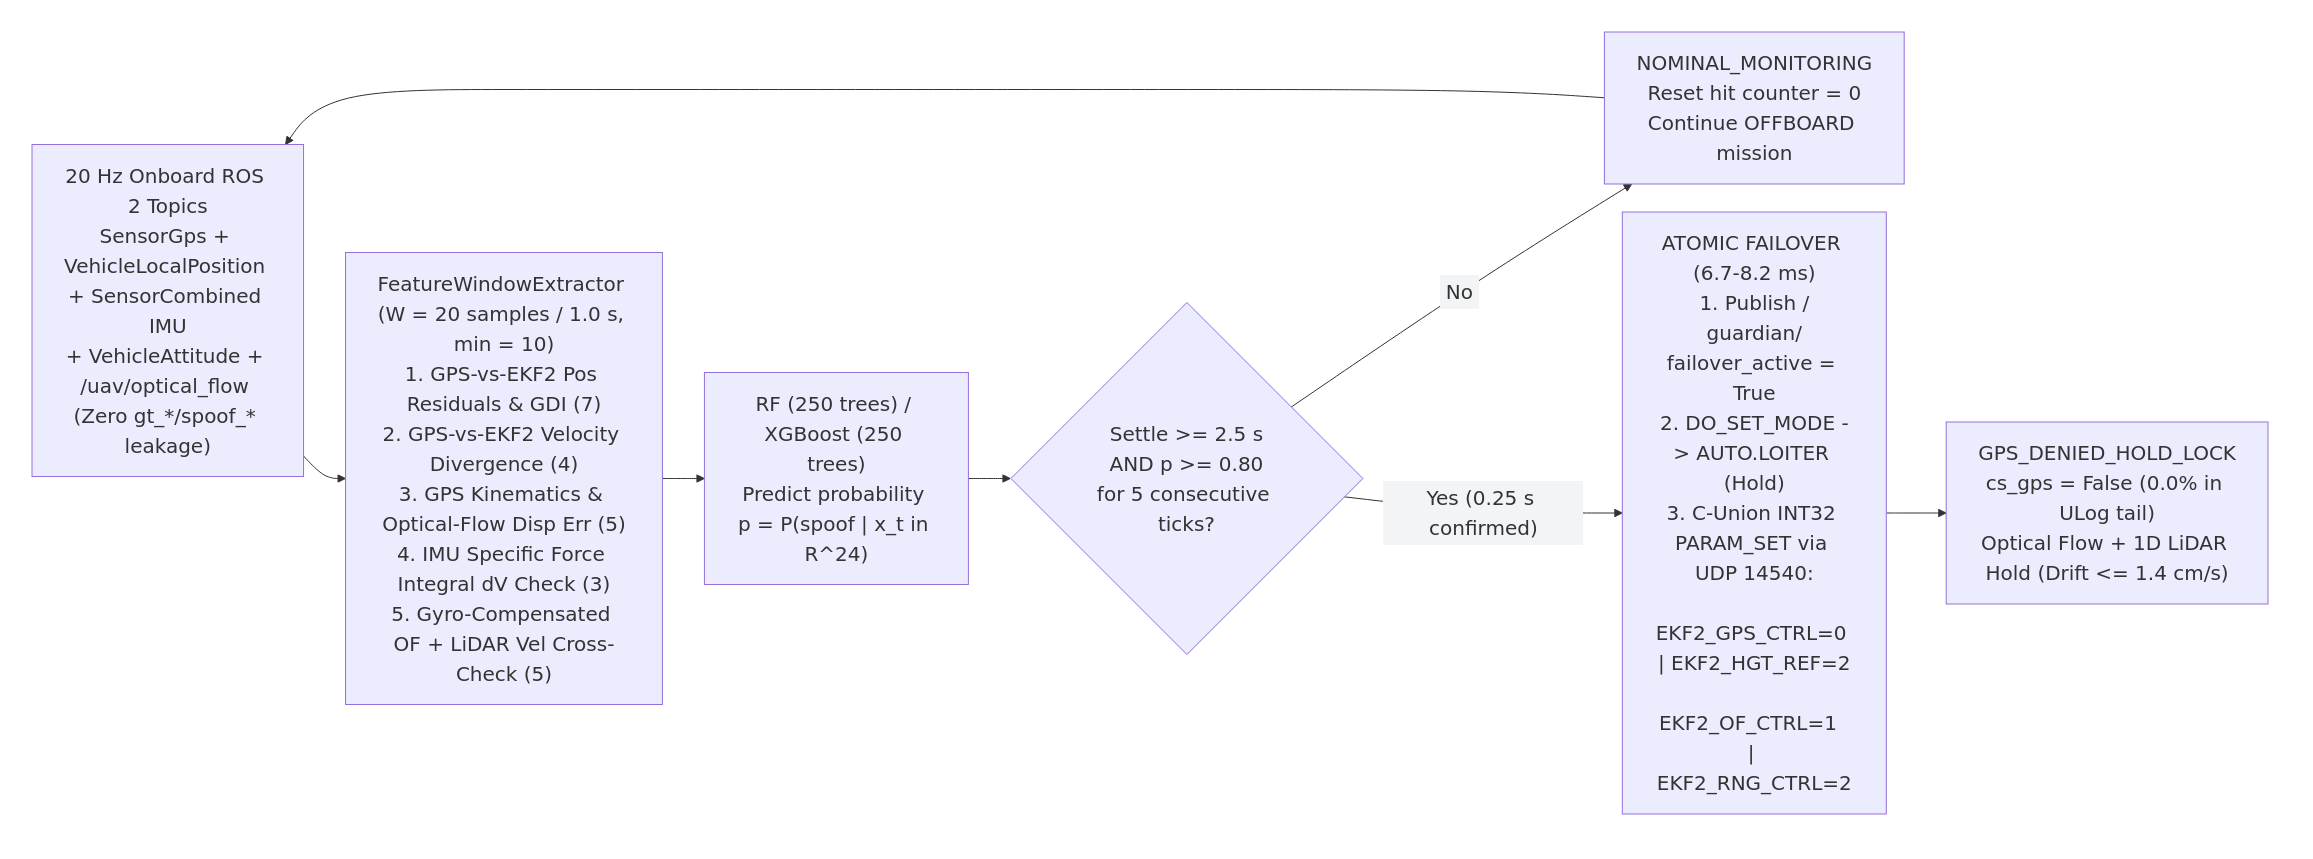 20 Hz Onboard ROS
2 Topics
SensorGps +
VehicleLocalPosition
+ SensorCombined
IMU
+ VehicleAttitude +
/uav/optical_flow
(Zero gt_*/spoof_*
leakage)
FeatureWindowExtractor
(W = 20 samples / 1.0 s,
min = 10)
1. GPS-vs-EKF2 Pos
Residuals & GDI (7)
2. GPS-vs-EKF2 Velocity
Divergence (4)
3. GPS Kinematics &
Optical-Flow Disp Err (5)
4. IMU Specific Force
Integral dV Check (3)
5. Gyro-Compensated
OF + LiDAR Vel Cross-
Check (5)
RF (250 trees) /
XGBoost (250
trees)
Predict probability
p = P(spoof | x_t in
R^24)
Settle >= 2.5 s
AND p >= 0.80
for 5 consecutive
ticks?
No
NOMINAL_MONITORING
Reset hit counter = 0
Continue OFFBOARD
mission
Yes (0.25 s
confirmed)
ATOMIC FAILOVER
(6.7-8.2 ms)
1. Publish /
guardian/
failover_active =
True
2. DO_SET_MODE -
> AUTO.LOITER
(Hold)
3. C-Union INT32
PARAM_SET via
UDP 14540:
EKF2_GPS_CTRL=0
| EKF2_HGT_REF=2
EKF2_OF_CTRL=1
|
EKF2_RNG_CTRL=2
GPS_DENIED_HOLD_LOCK
cs_gps = False (0.0% in
ULog tail)
Optical Flow + 1D LiDAR
Hold (Drift <= 1.4 cm/s)